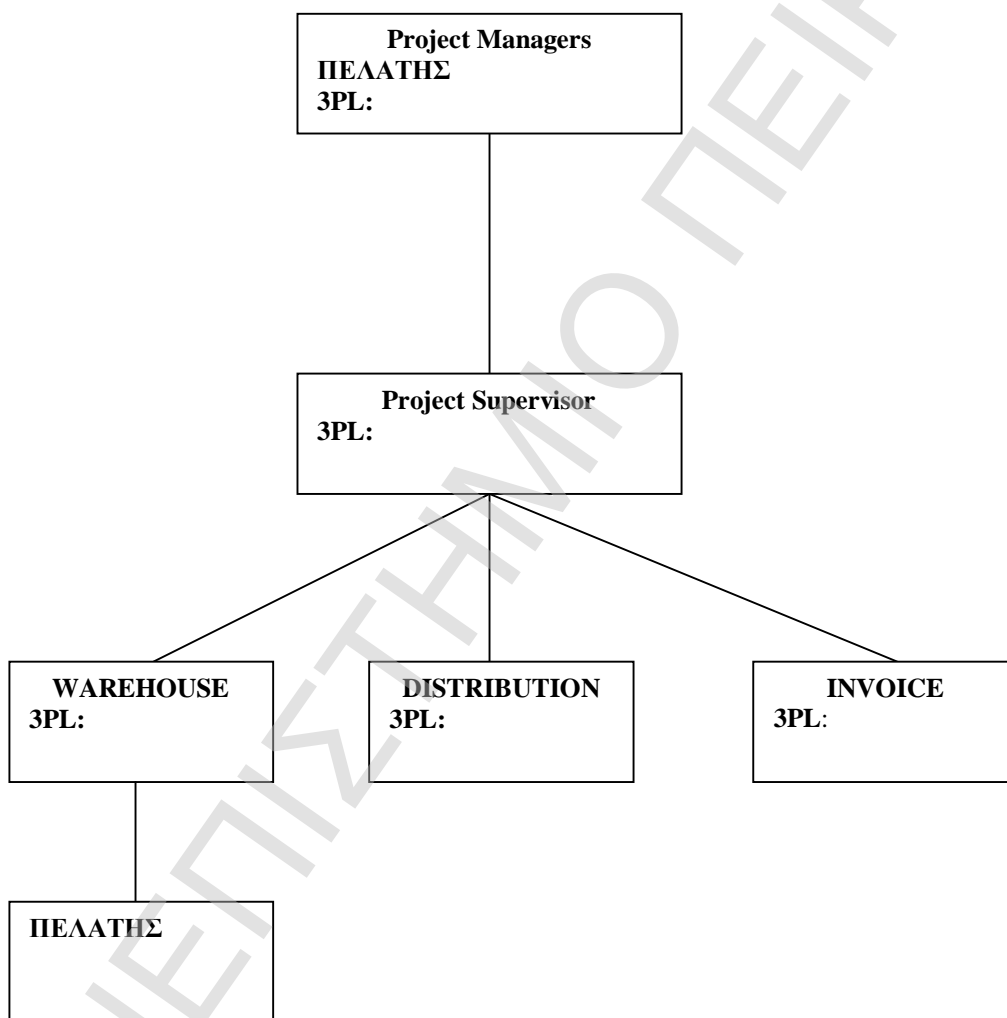 Project Managers
ΠΕΛΑΤΗΣ
3PL:
Project Supervisor
3PL:
WAREHOUSE
3PL:
DISTRIBUTION
3PL:
INVOICE
3PL:
ΠΕΛΑΤΗΣ